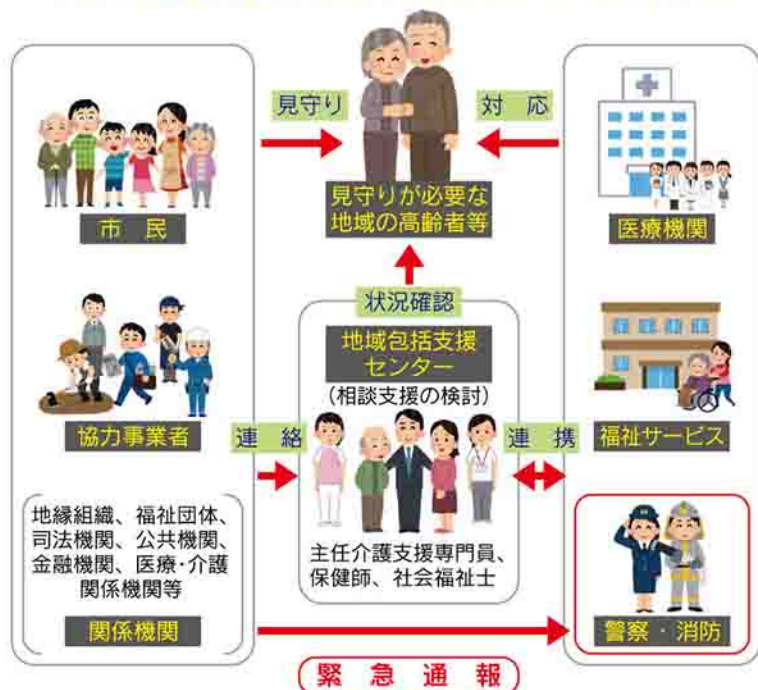 見守り
対 応
見守りが必要な
地域の高齢者等
市 民
医療機関
状況確認
地域包括支援
センター
(相談支援の検討)
協力事業者
連 絡
連 携
福祉サービス
地縁組織、福祉団体、
司法機関、公共機関、
金融機関、医療・介護
関係機関等
主任介護支援専門員、
保健師、社会福祉士
関係機関
警察・消防
緊 急 通 報